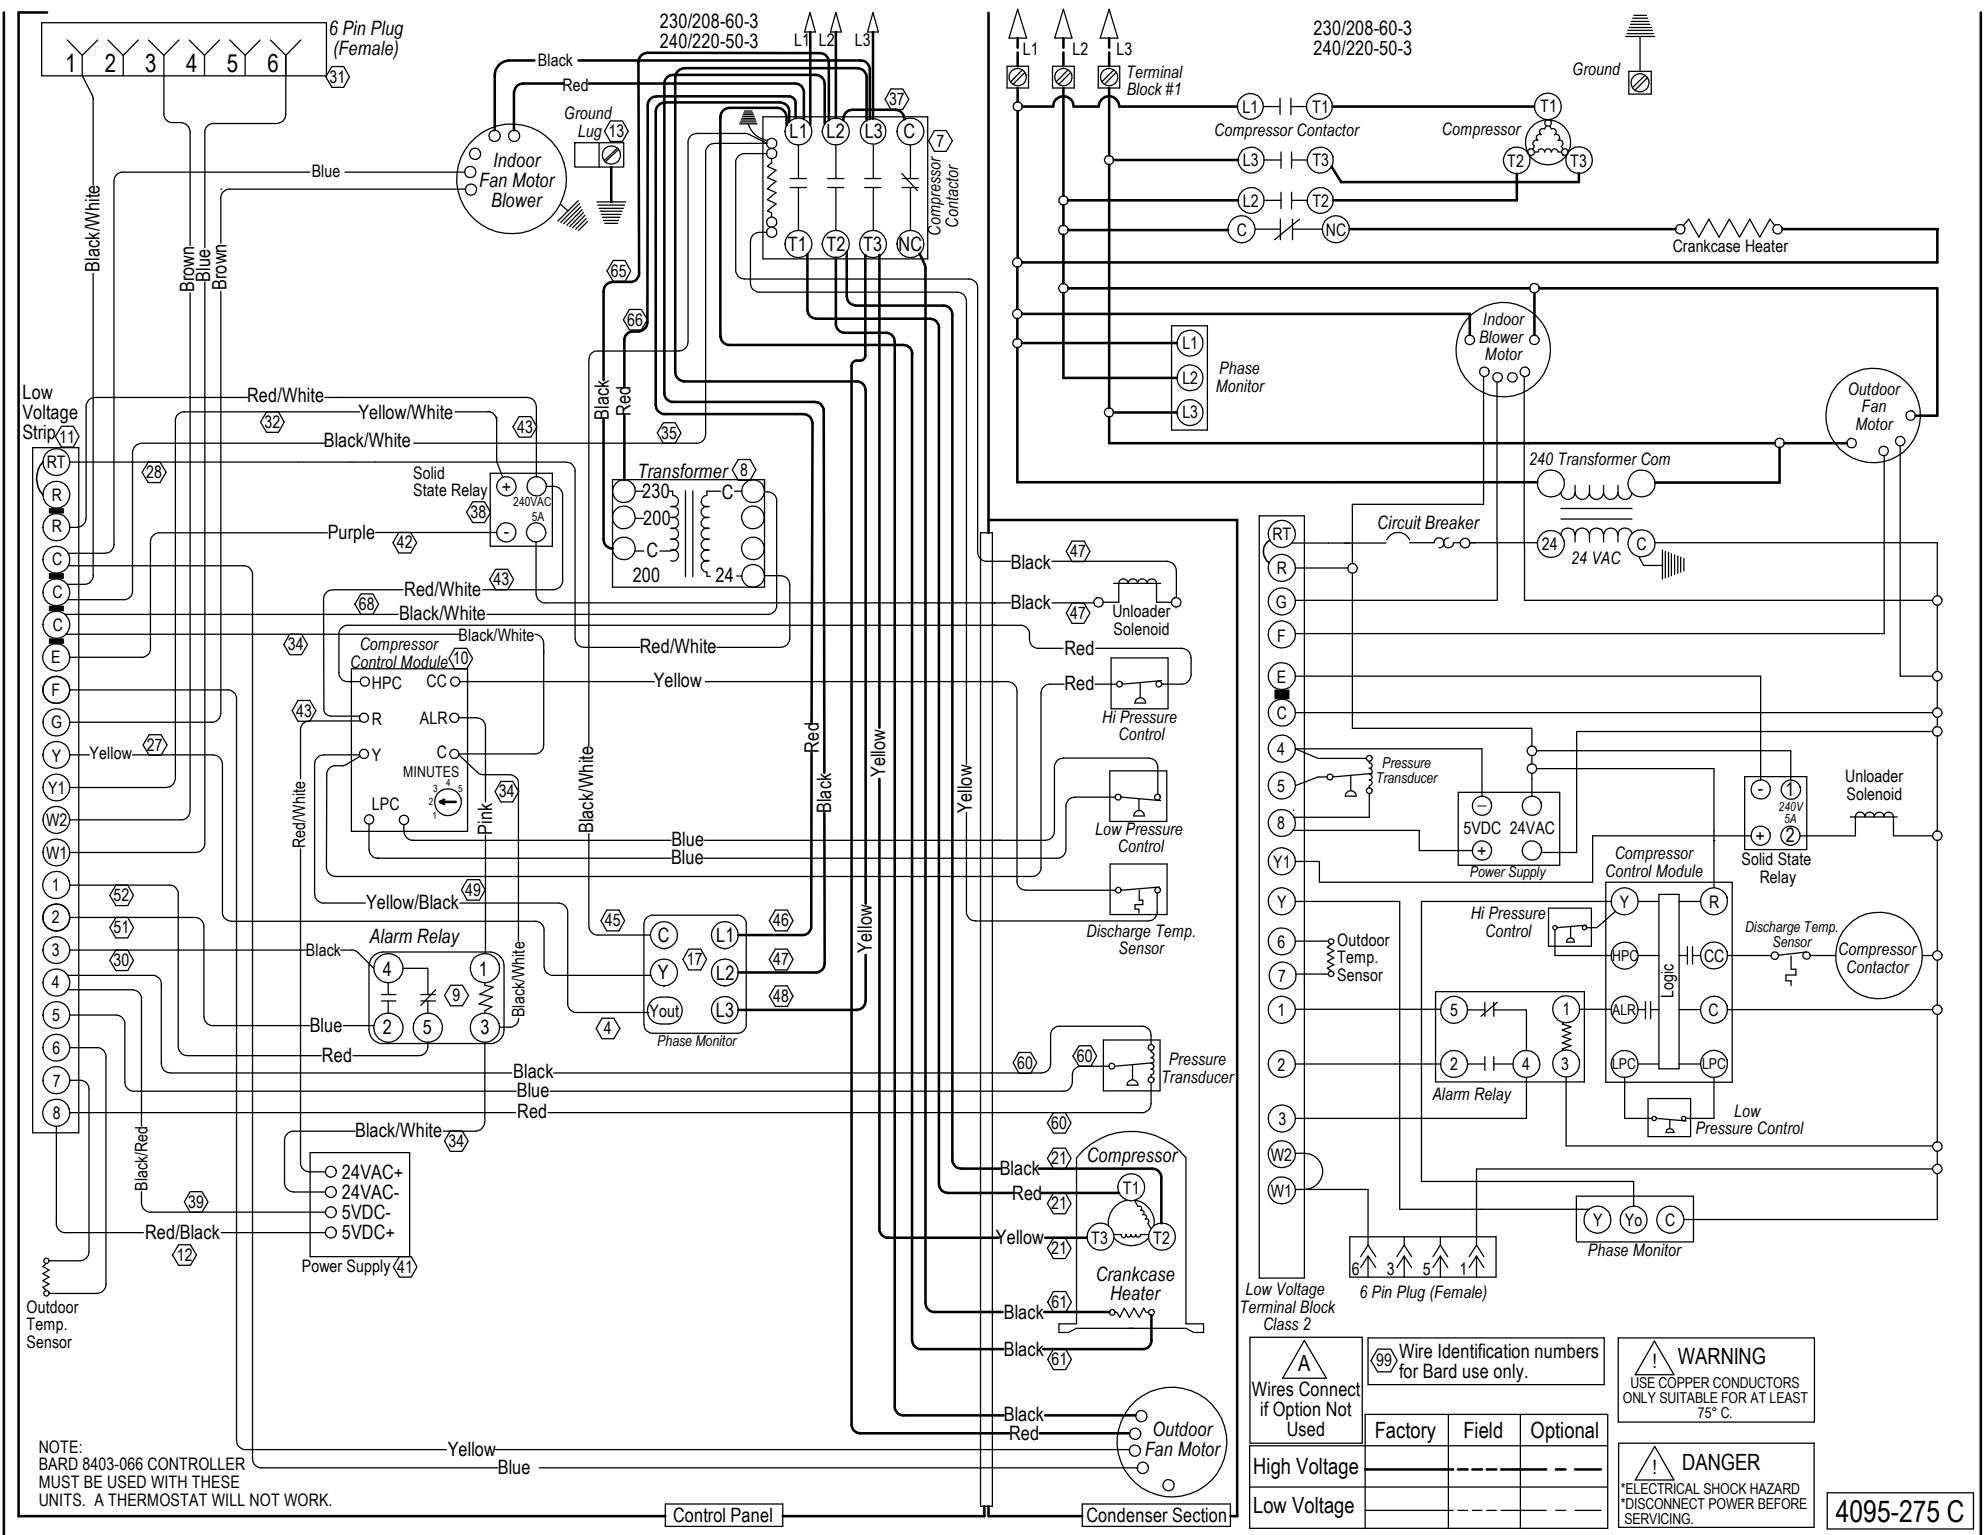 6 Pin Plug
(Female)
1 2 3 4 5 6
31
230/208-60-3
240/220-50-3
L1 L2 L3
Black
Red
Ground
Lug 13
Indoor
Fan Motor
Blower
37
L1 L2 L3 C
7
Compressor
Contactor
T1 T2 T3 NC
Blue
Black/White
Brown
Blue
Brown
65
66
Black
Red
Low
Voltage
Strip 11
RT
R
R
C
C
C
E
F
G
Y
Y1
W2
W1
1
2
3
4
5
6
7
8
Red/White
32
Yellow/White
43
Black/White
35
28
Solid
State Relay
38
+
240VAC
5A
-
Purple
42
Transformer 8
230
200
C
200
C
24
Red/White
43
68
Black/White
34
Black/White
Red/White
Compressor
Control Module 10
HPC CC
R ALR
Y C
MINUTES
1 2 3 4 5
LPC
43
Yellow
27
Yellow
Red/White
Pink
34
Black/White
Red
Black
Yellow
Yellow
Yellow
Blue
Blue
52
51
30
Yellow/Black
49
45
46
47
48
4
C L1
Y 17 L2
Yout L3
Phase Monitor
Alarm Relay
Black
4 1
9
2 5 3
Blue
Red
Black/White
Black
Blue
Red
60
60
60
Black/White
34
Black/Red
39
Red/Black
12
24VAC+
24VAC-
5VDC-
5VDC+
Power Supply 41
Outdoor
Temp.
Sensor
Black
47
Black
47
Unloader
Solenoid
Red
Red
Hi Pressure
Control
Low Pressure
Control
Discharge Temp.
Sensor
Pressure
Transducer
Compressor
Black
21
Red
21
Yellow
21
T1
T3 T2
Crankcase
Heater
Black
61
Black
61
Black
Red
Outdoor
Fan Motor
Yellow
Blue
NOTE:
BARD 8403-066 CONTROLLER
MUST BE USED WITH THESE
UNITS. A THERMOSTAT WILL NOT WORK.
Control Panel
Condenser Section
L1 L2 L3
Terminal
Block #1
230/208-60-3
240/220-50-3
Ground
L1 T1
Compressor Contactor
Compressor
T1
T2 T3
L3 T3
L2 T2
C NC
Crankcase Heater
Indoor
Blower
Motor
L1
L2
L3
Phase
Monitor
Outdoor
Fan
Motor
240 Transformer Com
Circuit Breaker
24 C
24 VAC
RT
R
G
F
E
C
4
5
8
Y1
Y
6
7
1
2
3
W2
W1
Pressure
Transducer
5VDC 24VAC
+
Power Supply
- 1
240V
5A
+ 2
Solid State
Relay
Unloader
Solenoid
Compressor
Control Module
Hi Pressure
Control
Y R
HPC CC
Logic
ALR C
LPC LPC
Discharge Temp.
Sensor
Compressor
Contactor
Outdoor
Temp.
Sensor
5 1
2 4 3
Alarm Relay
Low
Pressure Control
Y Yo C
Phase Monitor
6 3 5 1
6 Pin Plug (Female)
Low Voltage
Terminal Block
Class 2
A
Wires Connect
if Option Not
Used
99 Wire Identification numbers
for Bard use only.
Factory Field Optional
High Voltage
Low Voltage
! WARNING
USE COPPER CONDUCTORS
ONLY SUITABLE FOR AT LEAST
75° C.
! DANGER
*ELECTRICAL SHOCK HAZARD
*DISCONNECT POWER BEFORE
SERVICING.
4095-275 C